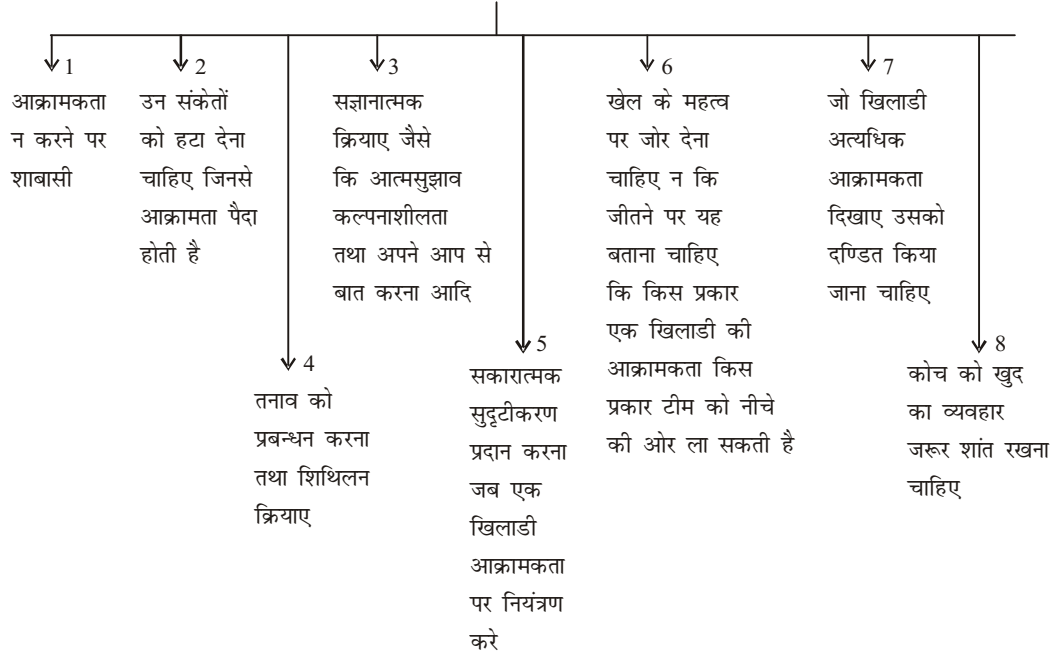 1
आक्रामकता
न करने पर
शाबासी
2
उन संकेतों
को हटा देना
चाहिए जिनसे
आक्रामता पैदा
होती है
3
सज्ञानात्मक
क्रियाए जैसे
कि आत्मसुझाव
कल्पनाशीलता
तथा अपने आप से
बात करना आदि
4
तनाव को
प्रबन्धन करना
तथा शिथिलन
क्रियाए
5
सकारात्मक
सुदृटीकरण
प्रदान करना
जब एक
खिलाडी
आक्रामकता
पर नियंत्रण
करे
6
खेल के महत्व
पर जोर देना
चाहिए न कि
जीतने पर यह
बताना चाहिए
कि किस प्रकार
एक खिलाडी की
आक्रामकता किस
प्रकार टीम को नीचे
की ओर ला सकती है
7
जो खिलाडी
अत्यधिक
आक्रामकता
दिखाए उसको
दण्डित किया
जाना चाहिए
8
कोच को खुद
का व्यवहार
जरूर शांत रखना
चाहिए